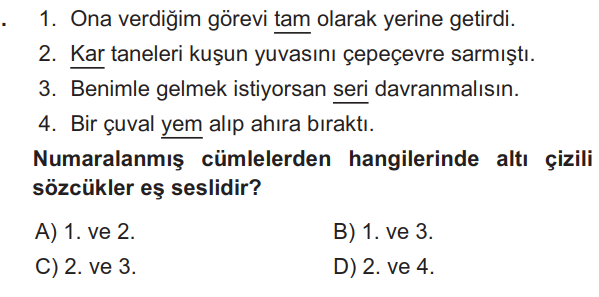 . 1. Ona verdiğim görevi tam olarak yerine getirdi.
2. Kar taneleri kuşun yuvasını çepeçevre sarmıştı.
3. Benimle gelmek istiyorsan seri davranmalısın.
4. Bir çuval yem alıp ahıra bıraktı.
Numaralanmış cümlelerden hangilerinde altı çizili
sözcükler eş seslidir?
A) 1. ve 2. B) 1. ve 3.
C) 2. ve 3. D) 2. ve 4.